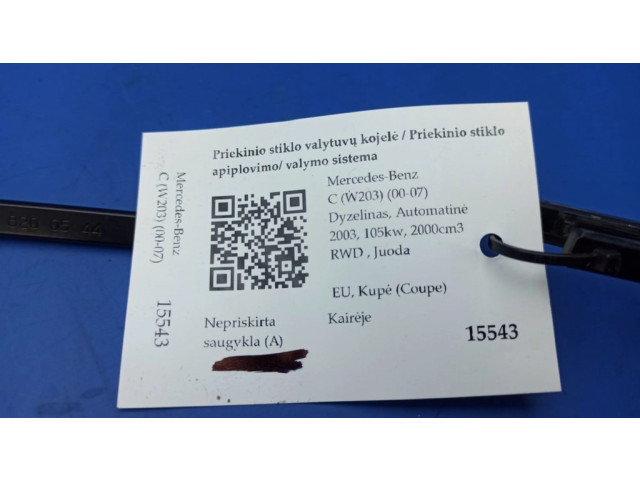 Priekinio stiklo valytuvų kojelė / Priekinio stiklo
apiplovimo/ valymo sistema
Mercedes-Benz
C (W203) (00-07)
Dyzelinas, Automatinė
2003, 105kw, 2000cm3
RWD , Juoda
EU, Kupė (Coupe)
Kairėje
Nepriskirta
saugykla (A)
15543
Mercedes-Benz
C (W203) (00-07)
15543